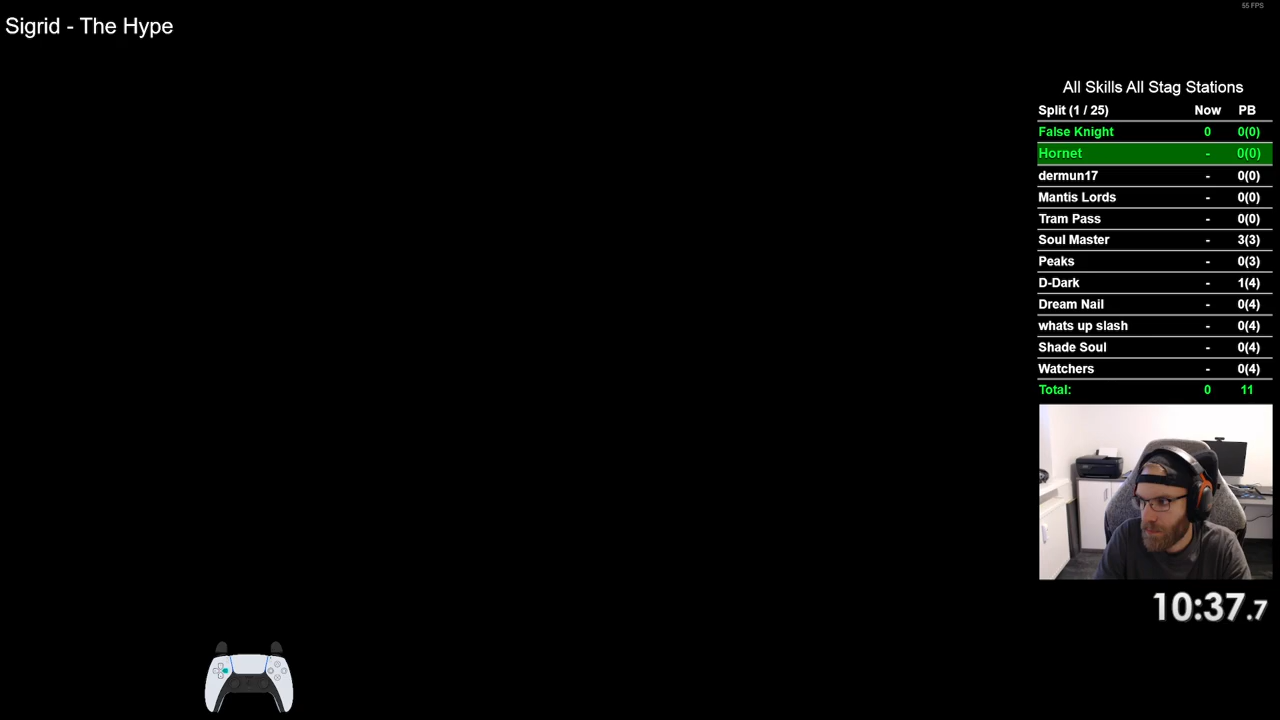 55 FPS
Sigrid - The Hype
All Skills All Stag Stations
Split (1 / 25) Now PB
False Knight 0 0(0)
Hornet - 0(0)
dermun17 - 0(0)
Mantis Lords - 0(0)
Tram Pass - 0(0)
Soul Master - 3(3)
Peaks - 0(3)
D-Dark - 1(4)
Dream Nail - 0(4)
whats up slash - 0(4)
Shade Soul - 0(4)
Watchers - 0(4)
Total: 0 11
10:37.7